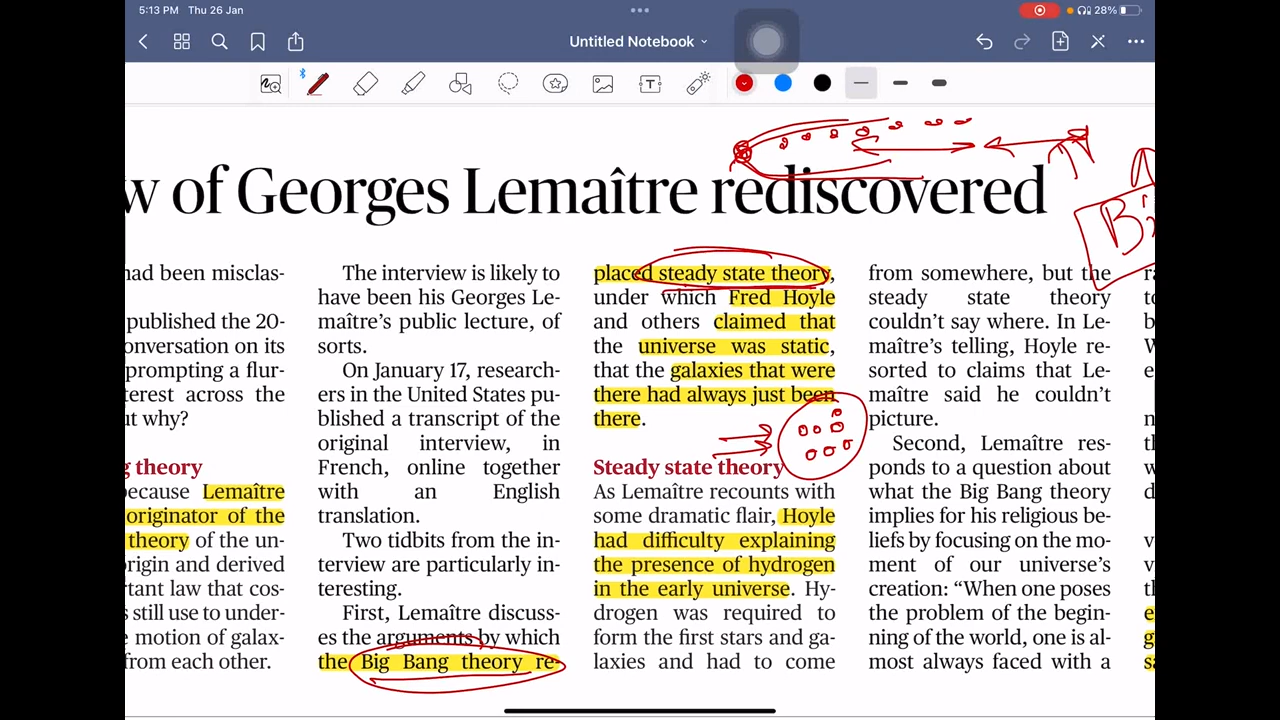 5:13 PM Thu 26 Jan
28%
Untitled Notebook
w of Georges Lemaître rediscovered
Bi
had been misclas-
published the 20-
onversation on its
prompting a flur-
terest across the
ut why?
g theory
because Lemaître
originator of the
theory of the un-
origin and derived
rtant law that cos-
s still use to under-
e motion of galax-
from each other.
The interview is likely to
have been his Georges Le-
maître's public lecture, of
sorts.
On January 17, research-
ers in the United States pu-
blished a transcript of the
original interview, in
French, online together
with an English
translation.
Two tidbits from the in-
terview are particularly in-
teresting.
First, Lemaître discuss-
es the arguments by which
the Big Bang theory re-
placed steady state theory,
under which Fred Hoyle
and others claimed that
the universe was static,
that the galaxies that were
there had always just been
there.
Steady state theory
As Lemaître recounts with
some dramatic flair, Hoyle
had difficulty explaining
the presence of hydrogen
in the early universe. Hy-
drogen was required to
form the first stars and ga-
laxies and had to come
from somewhere, but the
steady state theory
couldn't say where. In Le-
maître's telling, Hoyle re-
sorted to claims that Le-
maître said he couldn't
picture.
Second, Lemaître res-
ponds to a question about
what the Big Bang theory
implies for his religious be-
liefs by focusing on the mo-
ment of our universe's
creation: "When one poses
the problem of the begin-
ning of the world, one is al-
most always faced with a